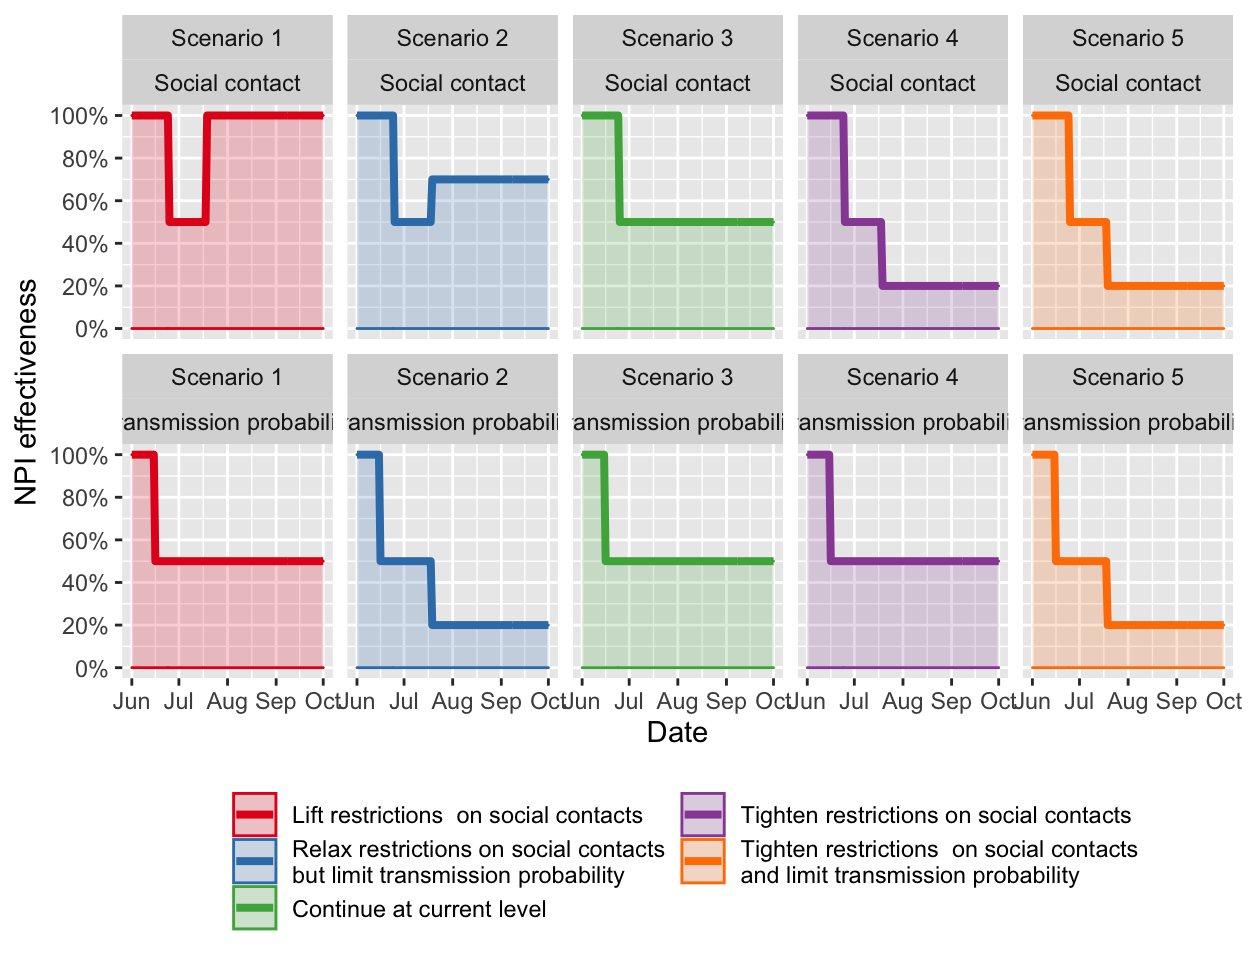 Scenario 1 Scenario 2 Scenario 3 Scenario 4 Scenario 5
Social contact Social contact Social contact Social contact Social contact
100%
80%
60%
40%
20%
0%
NPI effectiveness
Scenario 1 Scenario 2 Scenario 3 Scenario 4 Scenario 5
ransmission probabili ransmission probabili ransmission probabili ransmission probabili ransmission probabili
100%
80%
60%
40%
20%
0%
Jun Jul Aug Sep Oct Jun Jul Aug Sep Oct Jun Jul Aug Sep Oct Jun Jul Aug Sep Oct Jun Jul Aug Sep Oct
Date
Lift restrictions  on social contacts
Relax restrictions on social contacts
but limit transmission probability
Continue at current level
Tighten restrictions on social contacts
Tighten restrictions  on social contacts
and limit transmission probability